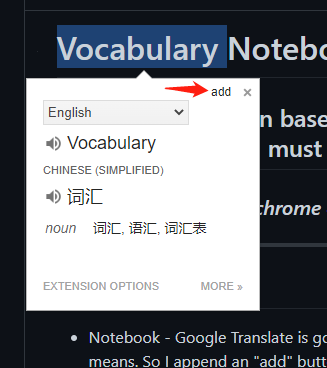 Vocabulary Notebo
add ×
English
n base
Vocabulary
must
CHINESE (SIMPLIFIED)
词汇
chrome
noun 词汇, 语汇, 词汇表
EXTENSION OPTIONS MORE »
Notebook - Google Translate is go
means. So I append an "add" butt